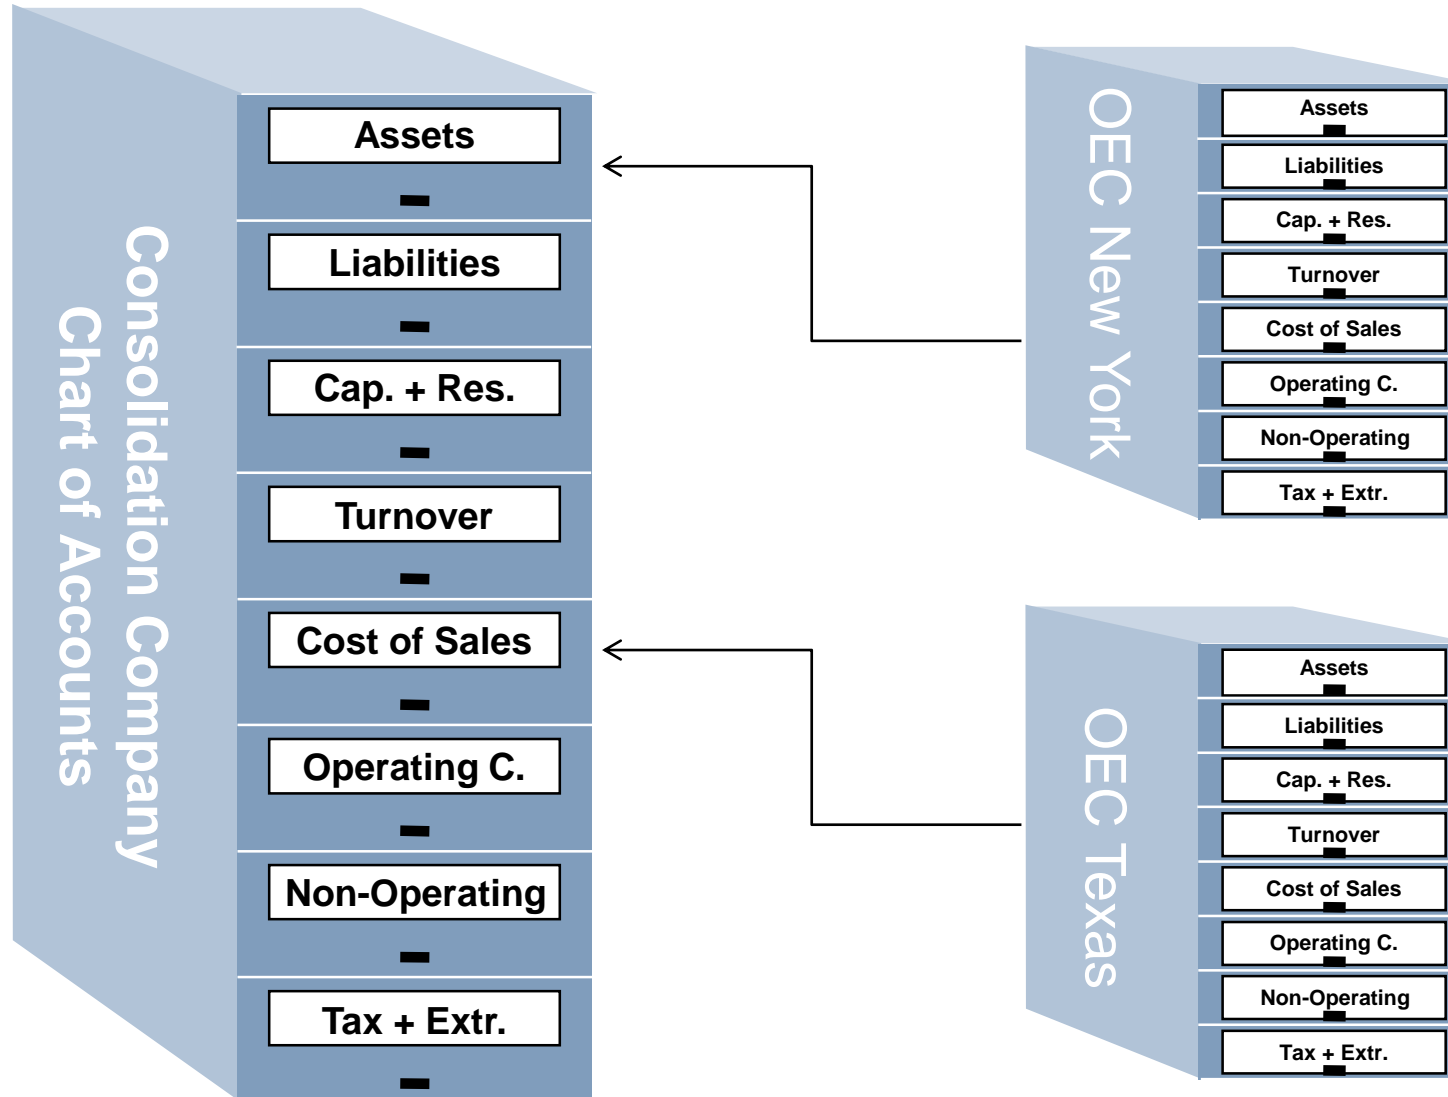 Consolidation Company
Chart of Accounts
Assets
Liabilities
Cap. + Res.
Turnover
Cost of Sales
Operating C.
Non-Operating
Tax + Extr.
OEC New York
Assets
Liabilities
Cap. + Res.
Turnover
Cost of Sales
Operating C.
Non-Operating
Tax + Extr.
OEC Texas
Assets
Liabilities
Cap. + Res.
Turnover
Cost of Sales
Operating C.
Non-Operating
Tax + Extr.